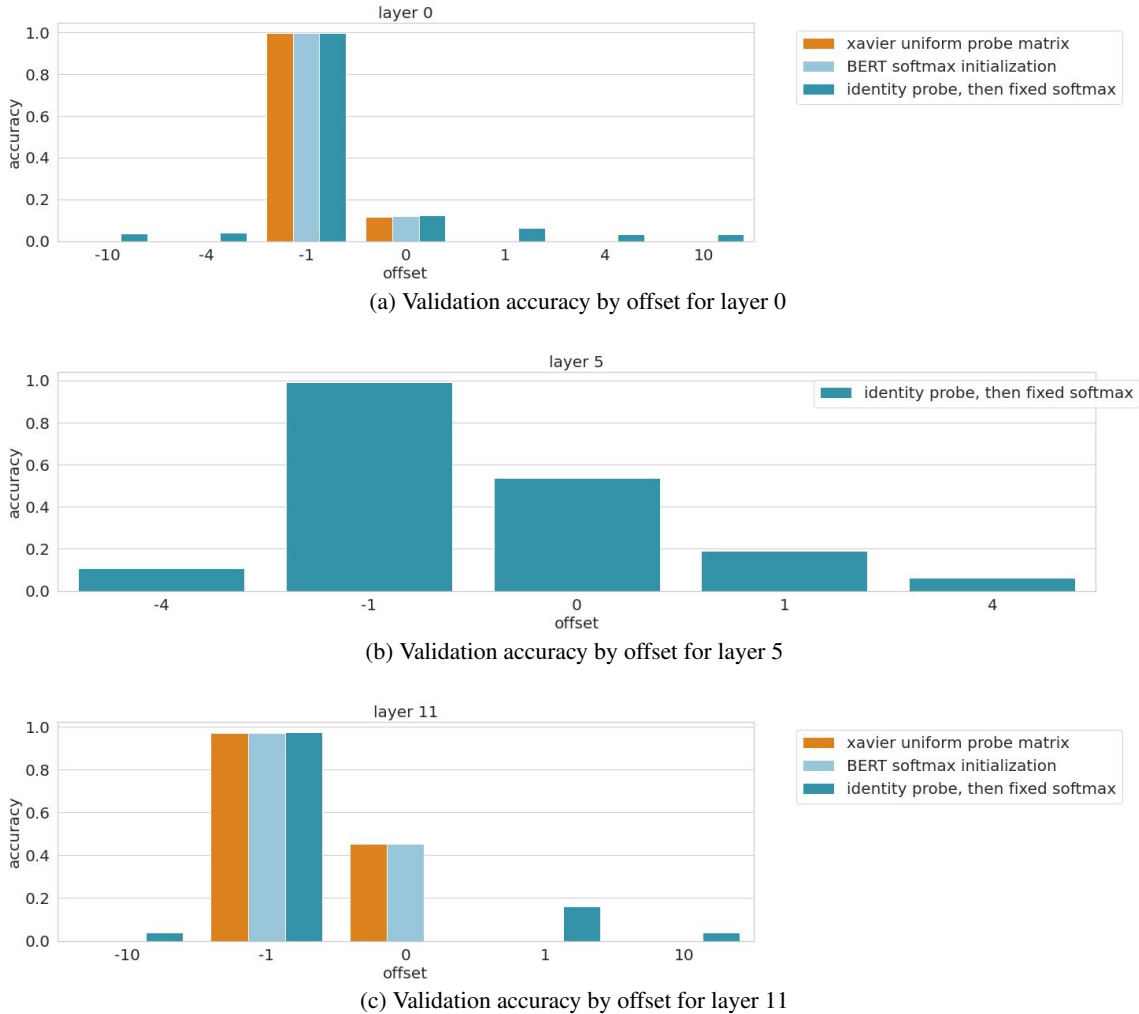 layer 0
1.0
0.8
0.6
0.4
0.2
0.0
accuracy
-10 -4 -1 0 1 4 10
offset
xavier uniform probe matrix
BERT softmax initialization
identity probe, then fixed softmax
(a) Validation accuracy by offset for layer 0
layer 5
1.0
0.8
0.6
0.4
0.2
0.0
accuracy
-4 -1 0 1 4
offset
identity probe, then fixed softmax
(b) Validation accuracy by offset for layer 5
layer 11
1.0
0.8
0.6
0.4
0.2
0.0
accuracy
-10 -1 0 1 10
offset
xavier uniform probe matrix
BERT softmax initialization
identity probe, then fixed softmax
(c) Validation accuracy by offset for layer 11